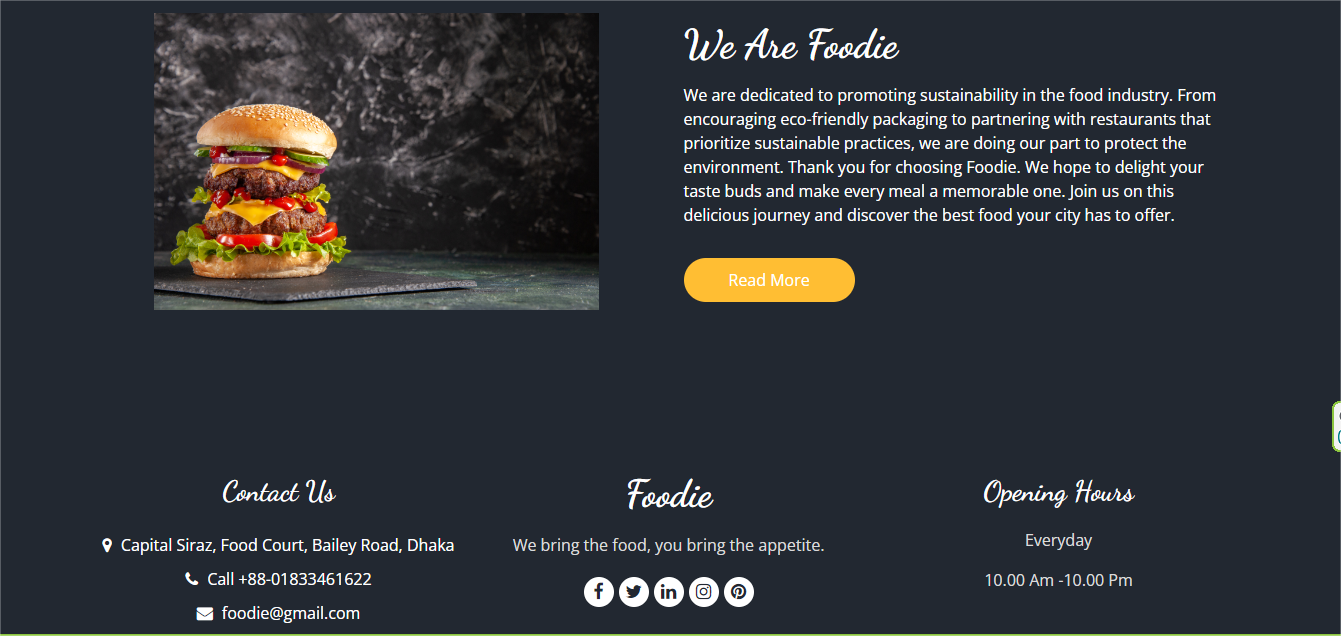 We Are Foodie
We are dedicated to promoting sustainability in the food industry. From
encouraging eco-friendly packaging to partnering with restaurants that
prioritize sustainable practices, we are doing our part to protect the
environment. Thank you for choosing Foodie. We hope to delight your
taste buds and make every meal a memorable one. Join us on this
delicious journey and discover the best food your city has to offer.
Read More
Contact Us
Capital Siraz, Food Court, Bailey Road, Dhaka
Call +88-01833461622
foodie@gmail.com
Foodie
We bring the food, you bring the appetite.
Opening Hours
Everyday
10.00 Am -10.00 Pm